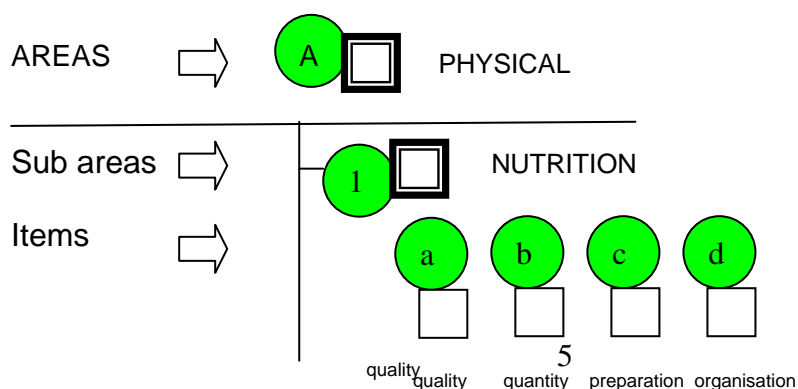 AREAS A PHYSICAL
Sub areas 1 NUTRITION
Items
a b c d
5
quality quality quantity preparation organisation